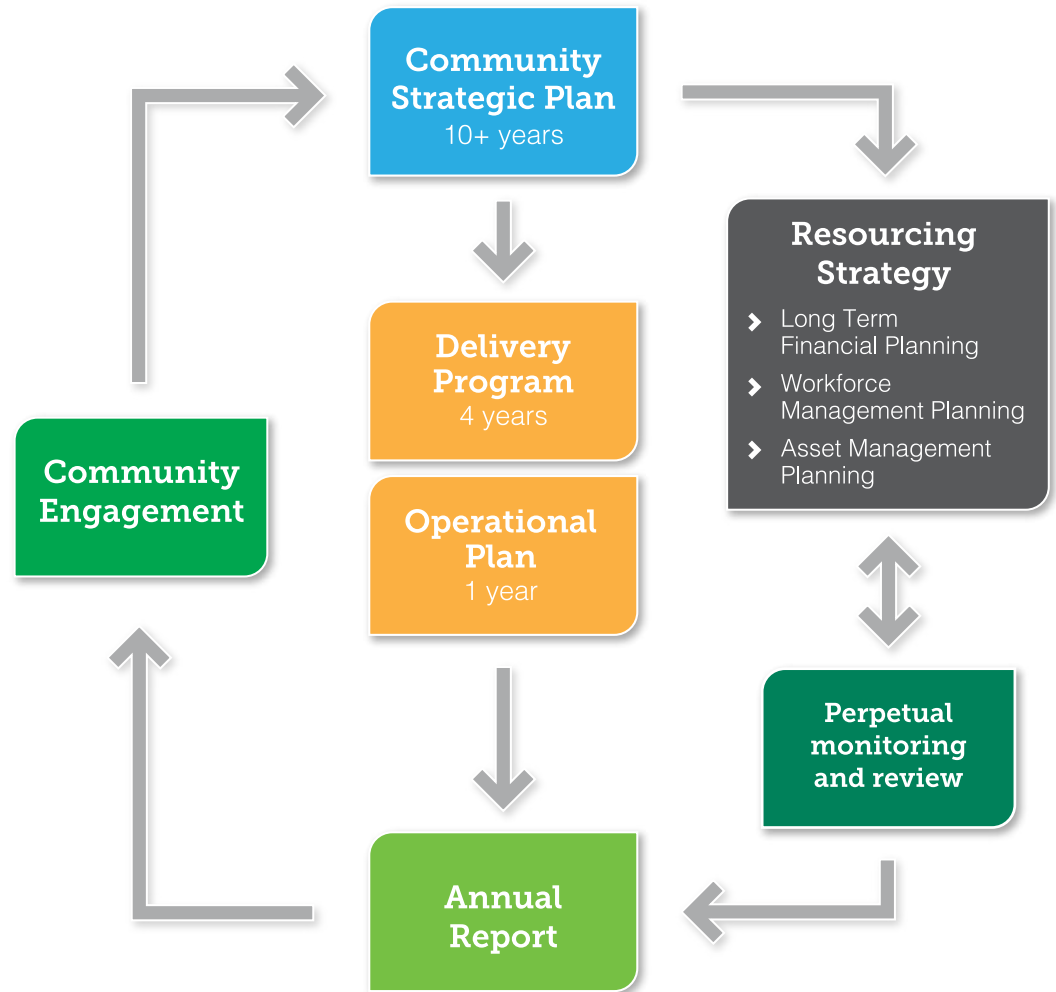 Community
Strategic Plan
10+ years
Resourcing
Strategy
Long Term
Financial Planning
Workforce
Management Planning
Asset Management
Planning
Delivery
Program
4 years
Community
Engagement
Operational
Plan
1 year
Perpetual
monitoring
and review
Annual
Report